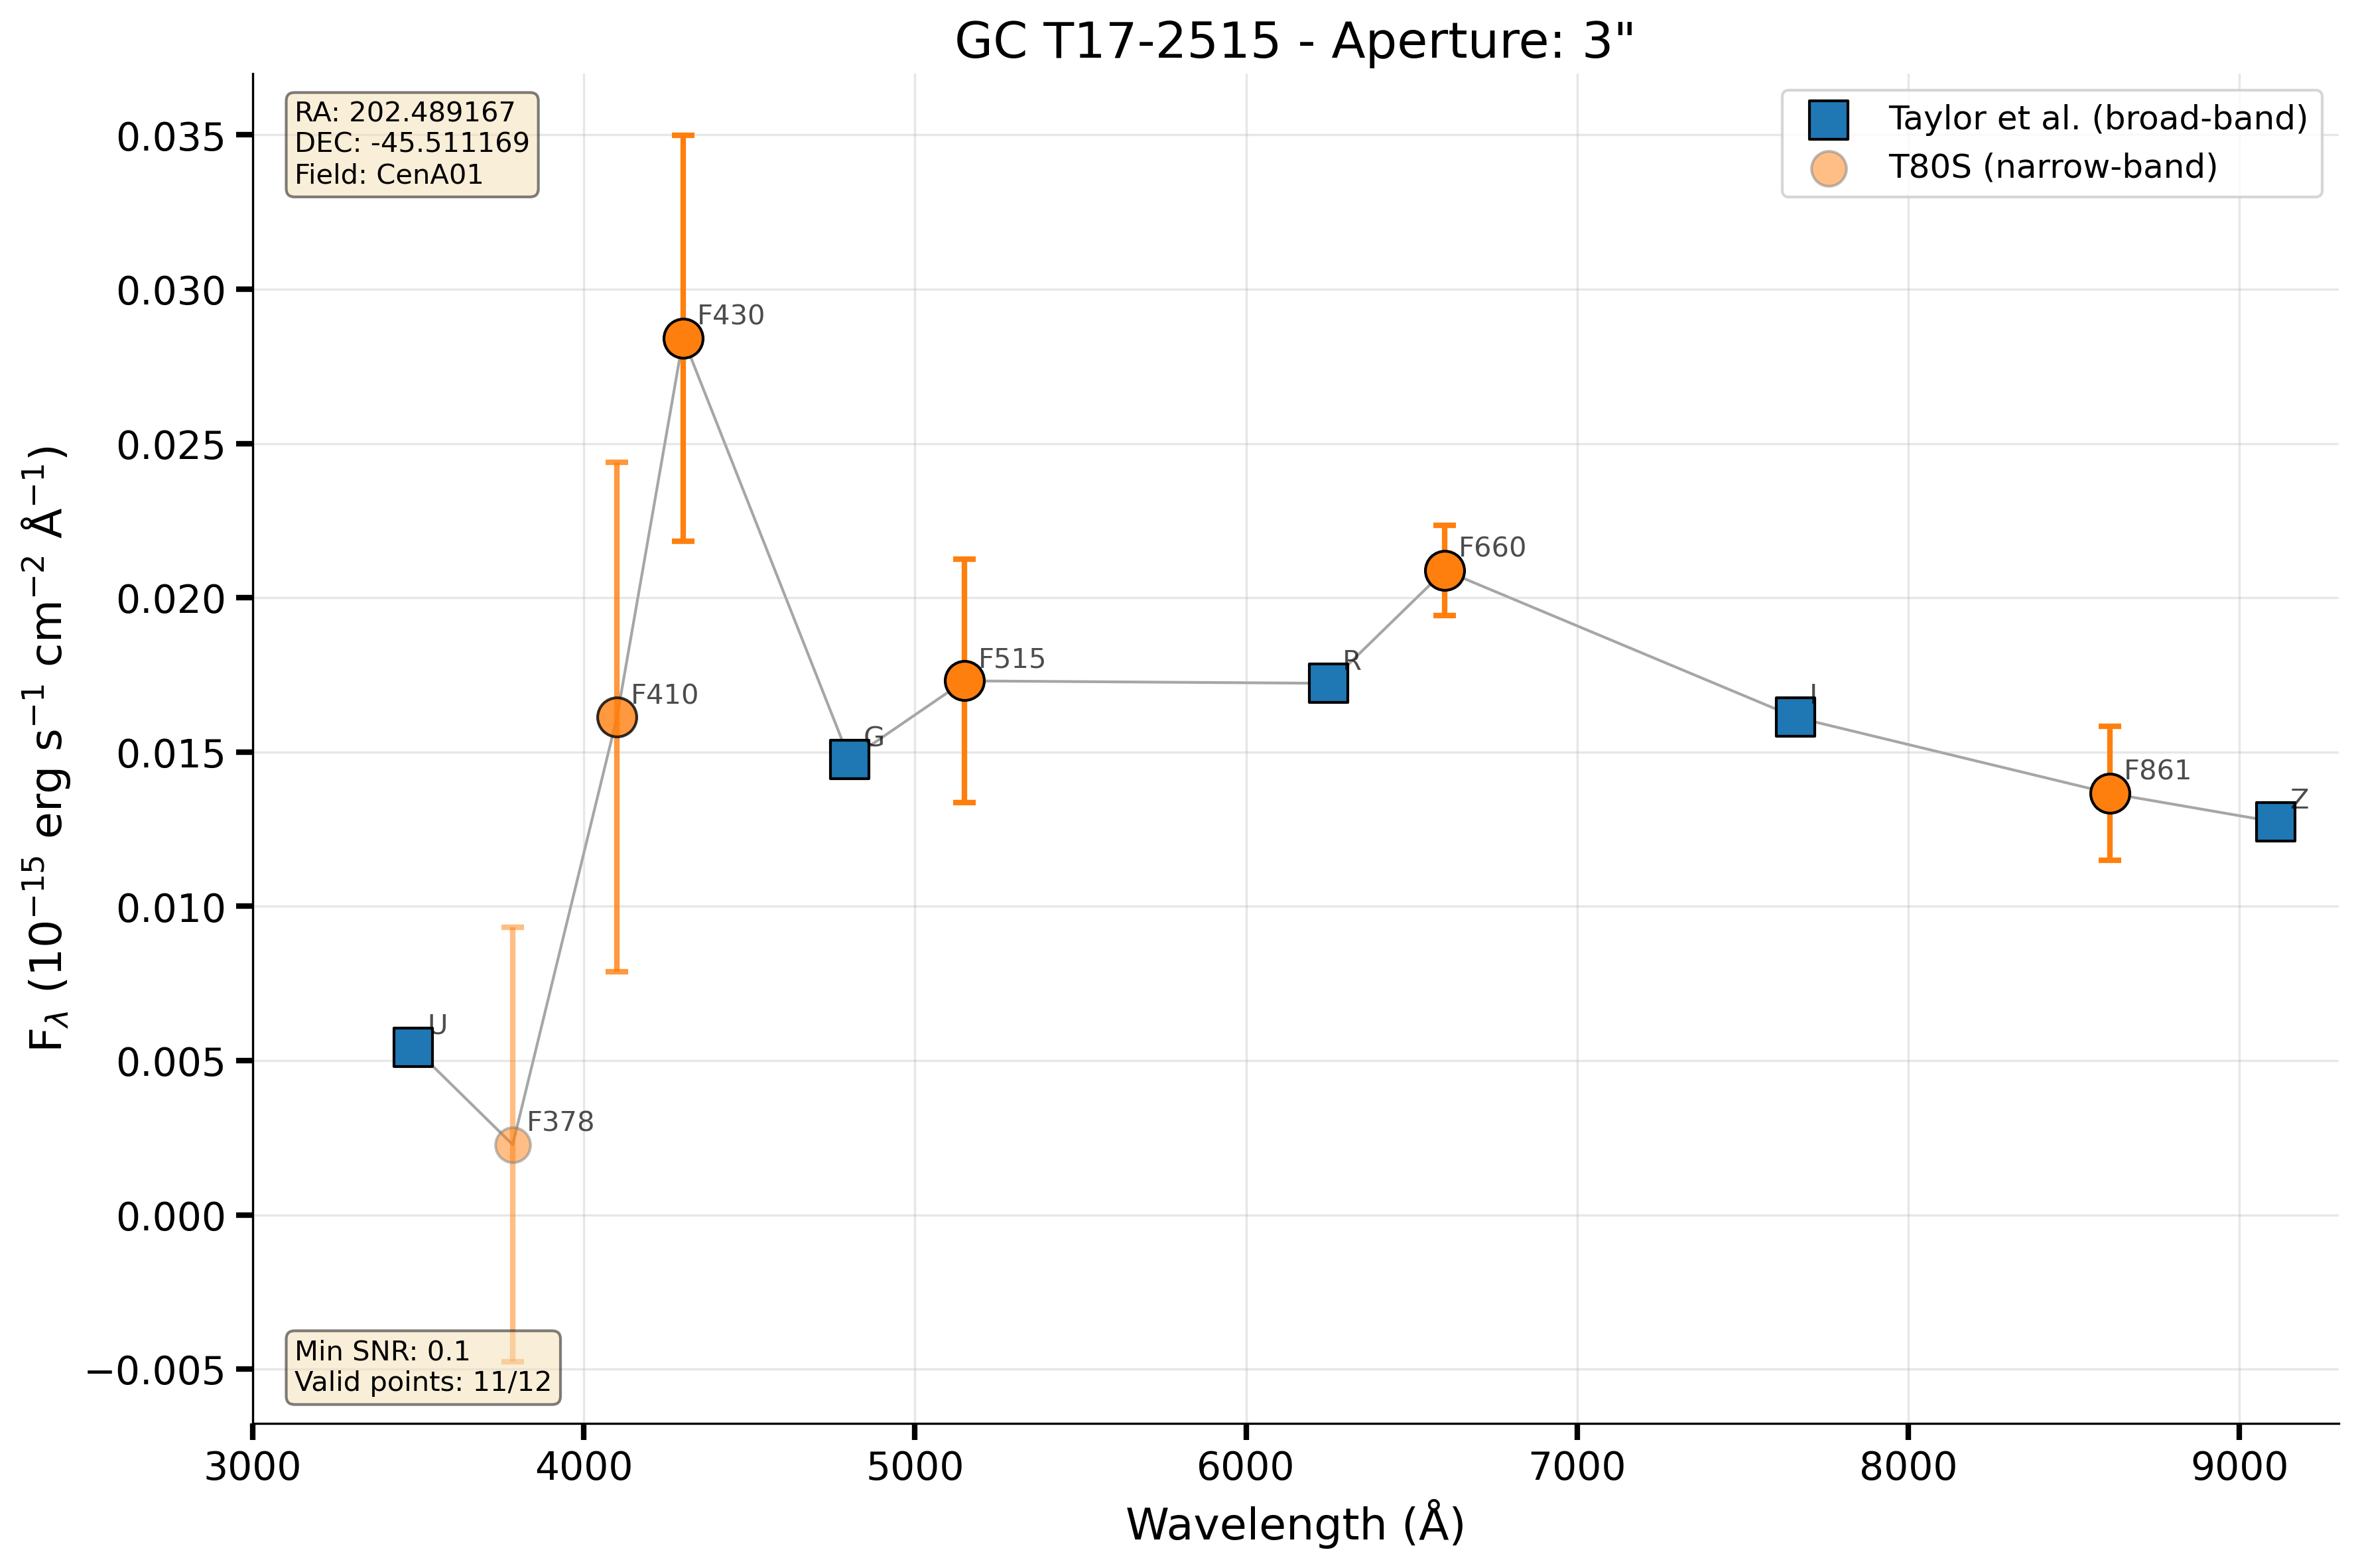 GC T17-2515 - Aperture: 3"
RA: 202.489167
DEC: -45.511169
Field: CenA01
Taylor et al. (broad-band)
T80S (narrow-band)
0.035
0.030
0.025
0.020
0.015
0.010
0.005
0.000
−0.005
F430
F660
F515
R
F410
I
G
F861
Z
U
F378
Min SNR: 0.1
Valid points: 11/12
3000 4000 5000 6000 7000 8000 9000
Wavelength (Å)
Fλ (10⁻¹⁵ erg s⁻¹ cm⁻² Å⁻¹)